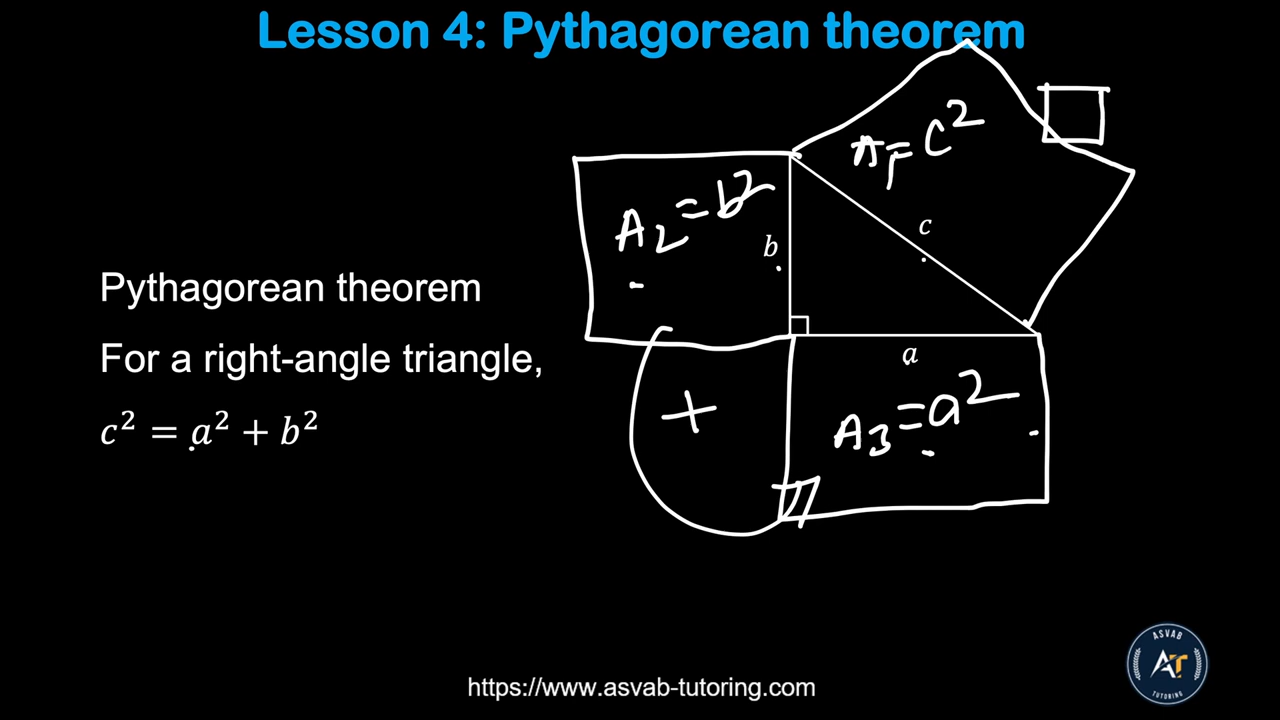 Lesson 4: Pythagorean theorem
A₁=c²
A₂=b²
b
c
Pythagorean theorem
For a right-angle triangle,
a
c² = a² + b²
+
A₃=a²
ASVAB
AT
TUTORING
https://www.asvab-tutoring.com